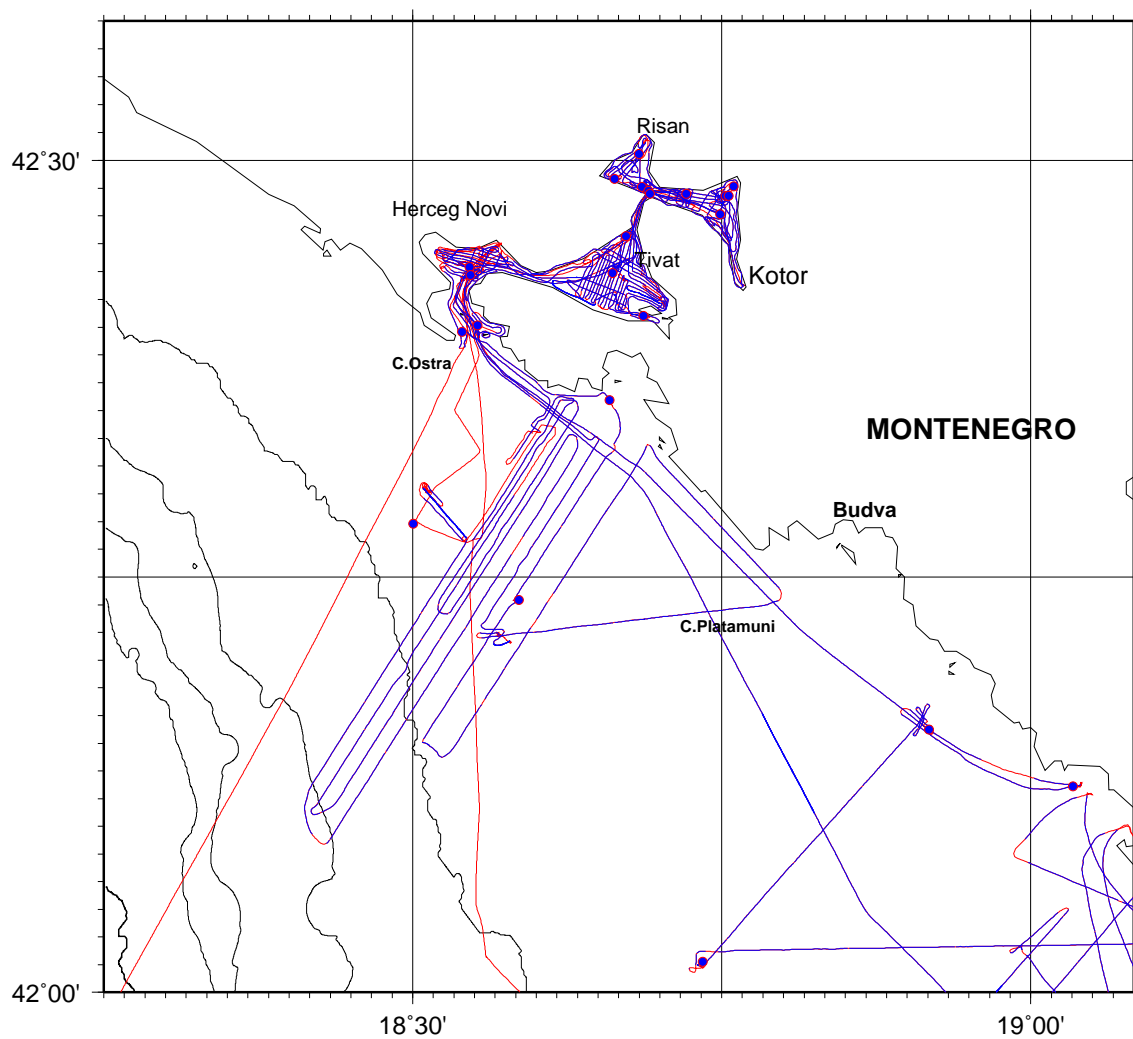 Risan
42°30'
Herceg Novi
Tivat
Kotor
C.Ostra
MONTENEGRO
Budva
C.Platamuni
42°00'
18°30'
19°00'